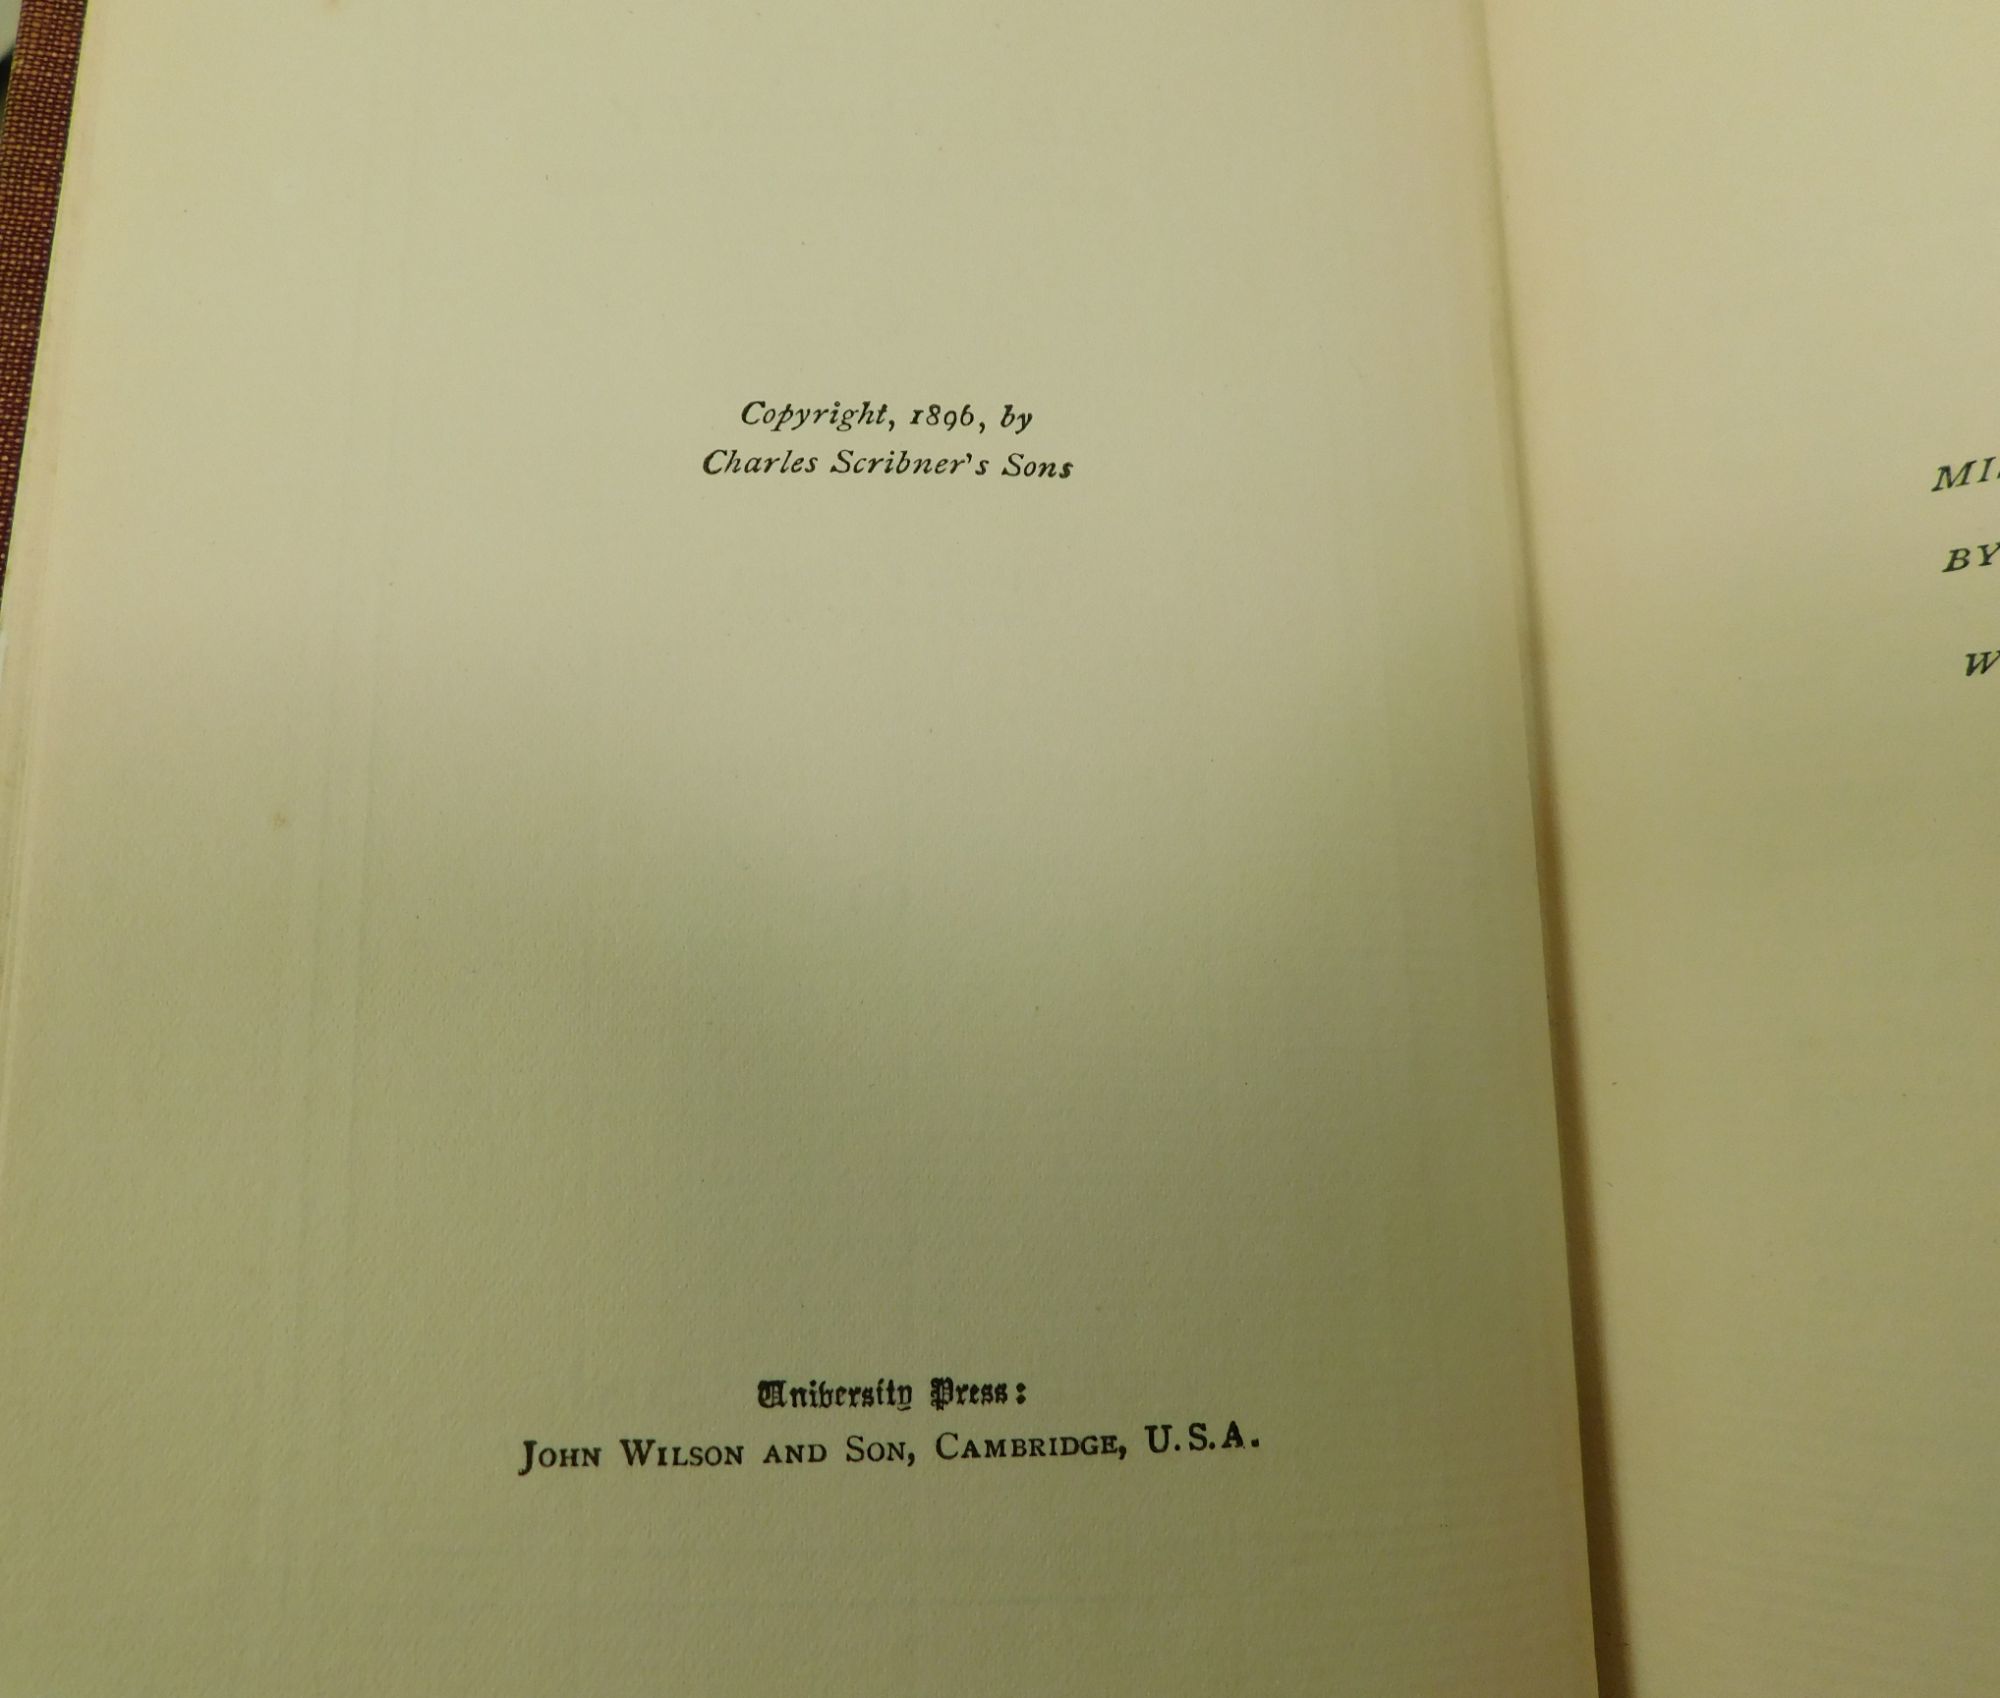 Copyright, 1896, by
Charles Scribner's Sons
University Press:
John Wilson and Son, Cambridge, U.S.A.
BY